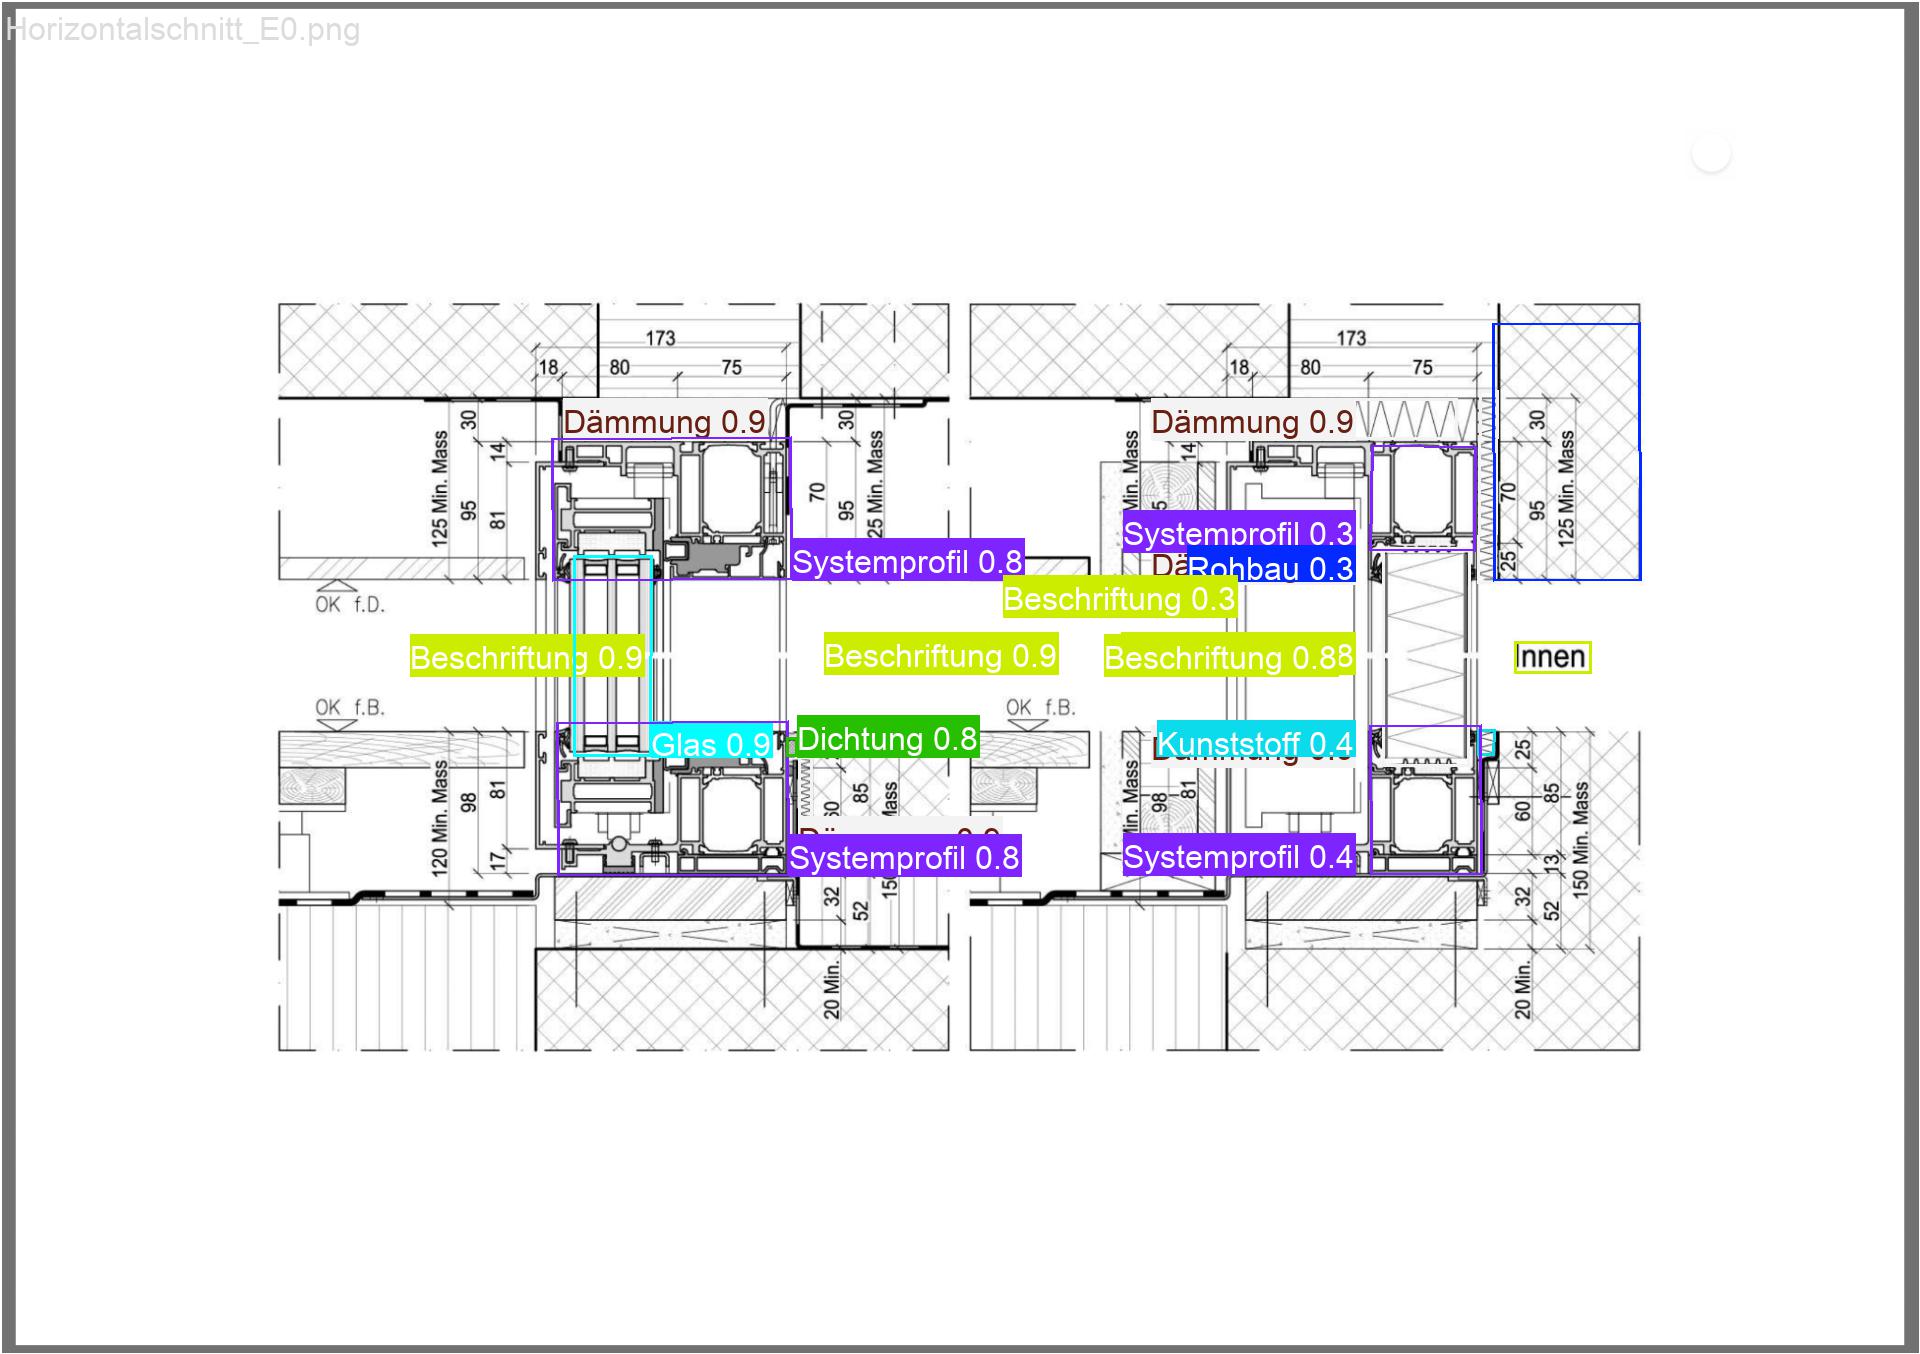 Horizontalschnitt_E0.png
173
18 80 75
173
18 80 75
Dämmung 0.9
Dämmung 0.9
125 Min. Mass
30
14
95
81
30
70
95
25 Min. Mass
14
30
70
95
25
125 Min. Mass
Systemprofil 0.8
Systemprofil 0.3
Rohbau 0.3
OK f.D.
Beschriftung 0.3
Beschriftung 0.9
Beschriftung 0.9
Beschriftung 0.88
Innen
OK f.B.
OK f.B.
Glas 0.9
Dichtung 0.8
Kunststoff 0.4
120 Min. Mass
98
81
17
60
85
Mass
32
52
20 Min.
Systemprofil 0.8
Min. Mass
98
81
Systemprofil 0.4
25
60
85
13
150 Min. Mass
32
52
20 Min.